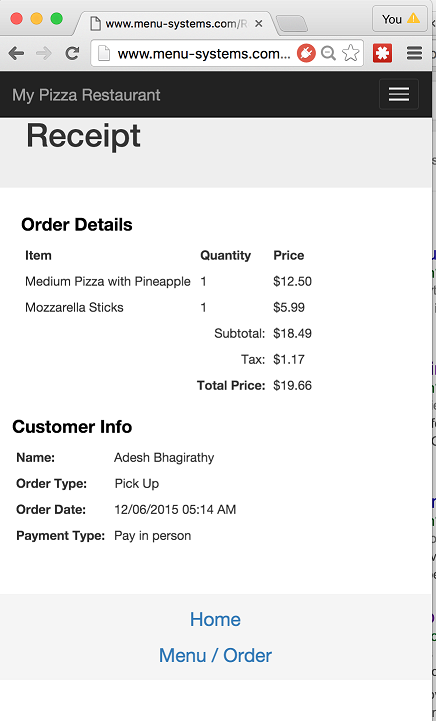 www.menu-systems.com/R
You
www.menu-systems.com...
My Pizza Restaurant
Receipt
Order Details
Item Quantity Price
Medium Pizza with Pineapple 1 $12.50
Mozzarella Sticks 1 $5.99
Subtotal: $18.49
Tax: $1.17
Total Price: $19.66
Customer Info
Name: Adesh Bhagirathy
Order Type: Pick Up
Order Date: 12/06/2015 05:14 AM
Payment Type: Pay in person
Home
Menu / Order